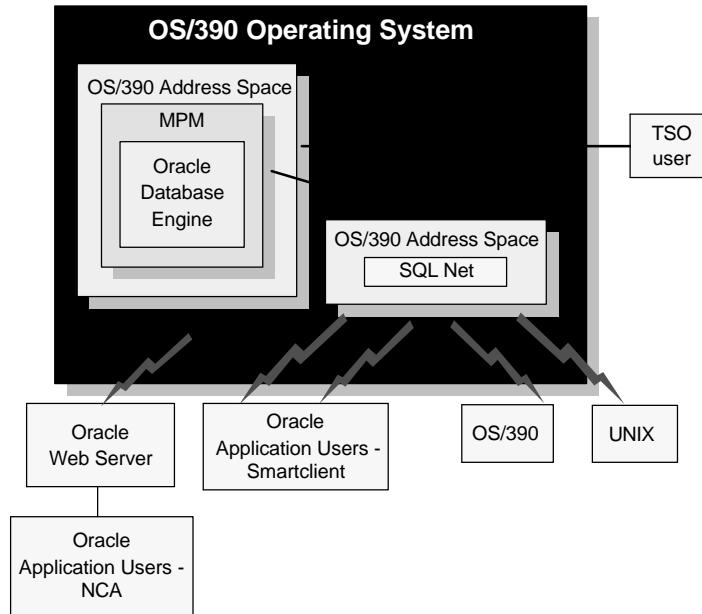 OS/390 Operating System
OS/390 Address Space
MPM
Oracle
Database
Engine
TSO
user
OS/390 Address Space
SQL Net
Oracle
Web Server
Oracle
Application Users -
Smartclient
OS/390
UNIX
Oracle
Application Users -
NCA